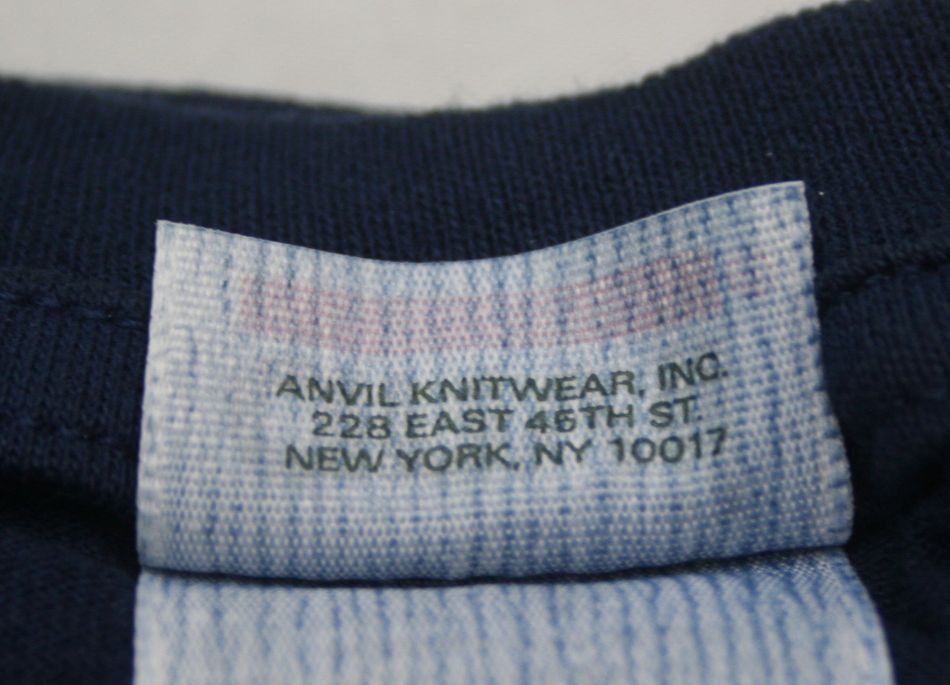 ANVIL KNITWEAR, INC.
228 EAST 45TH ST.
NEW YORK, NY 10017